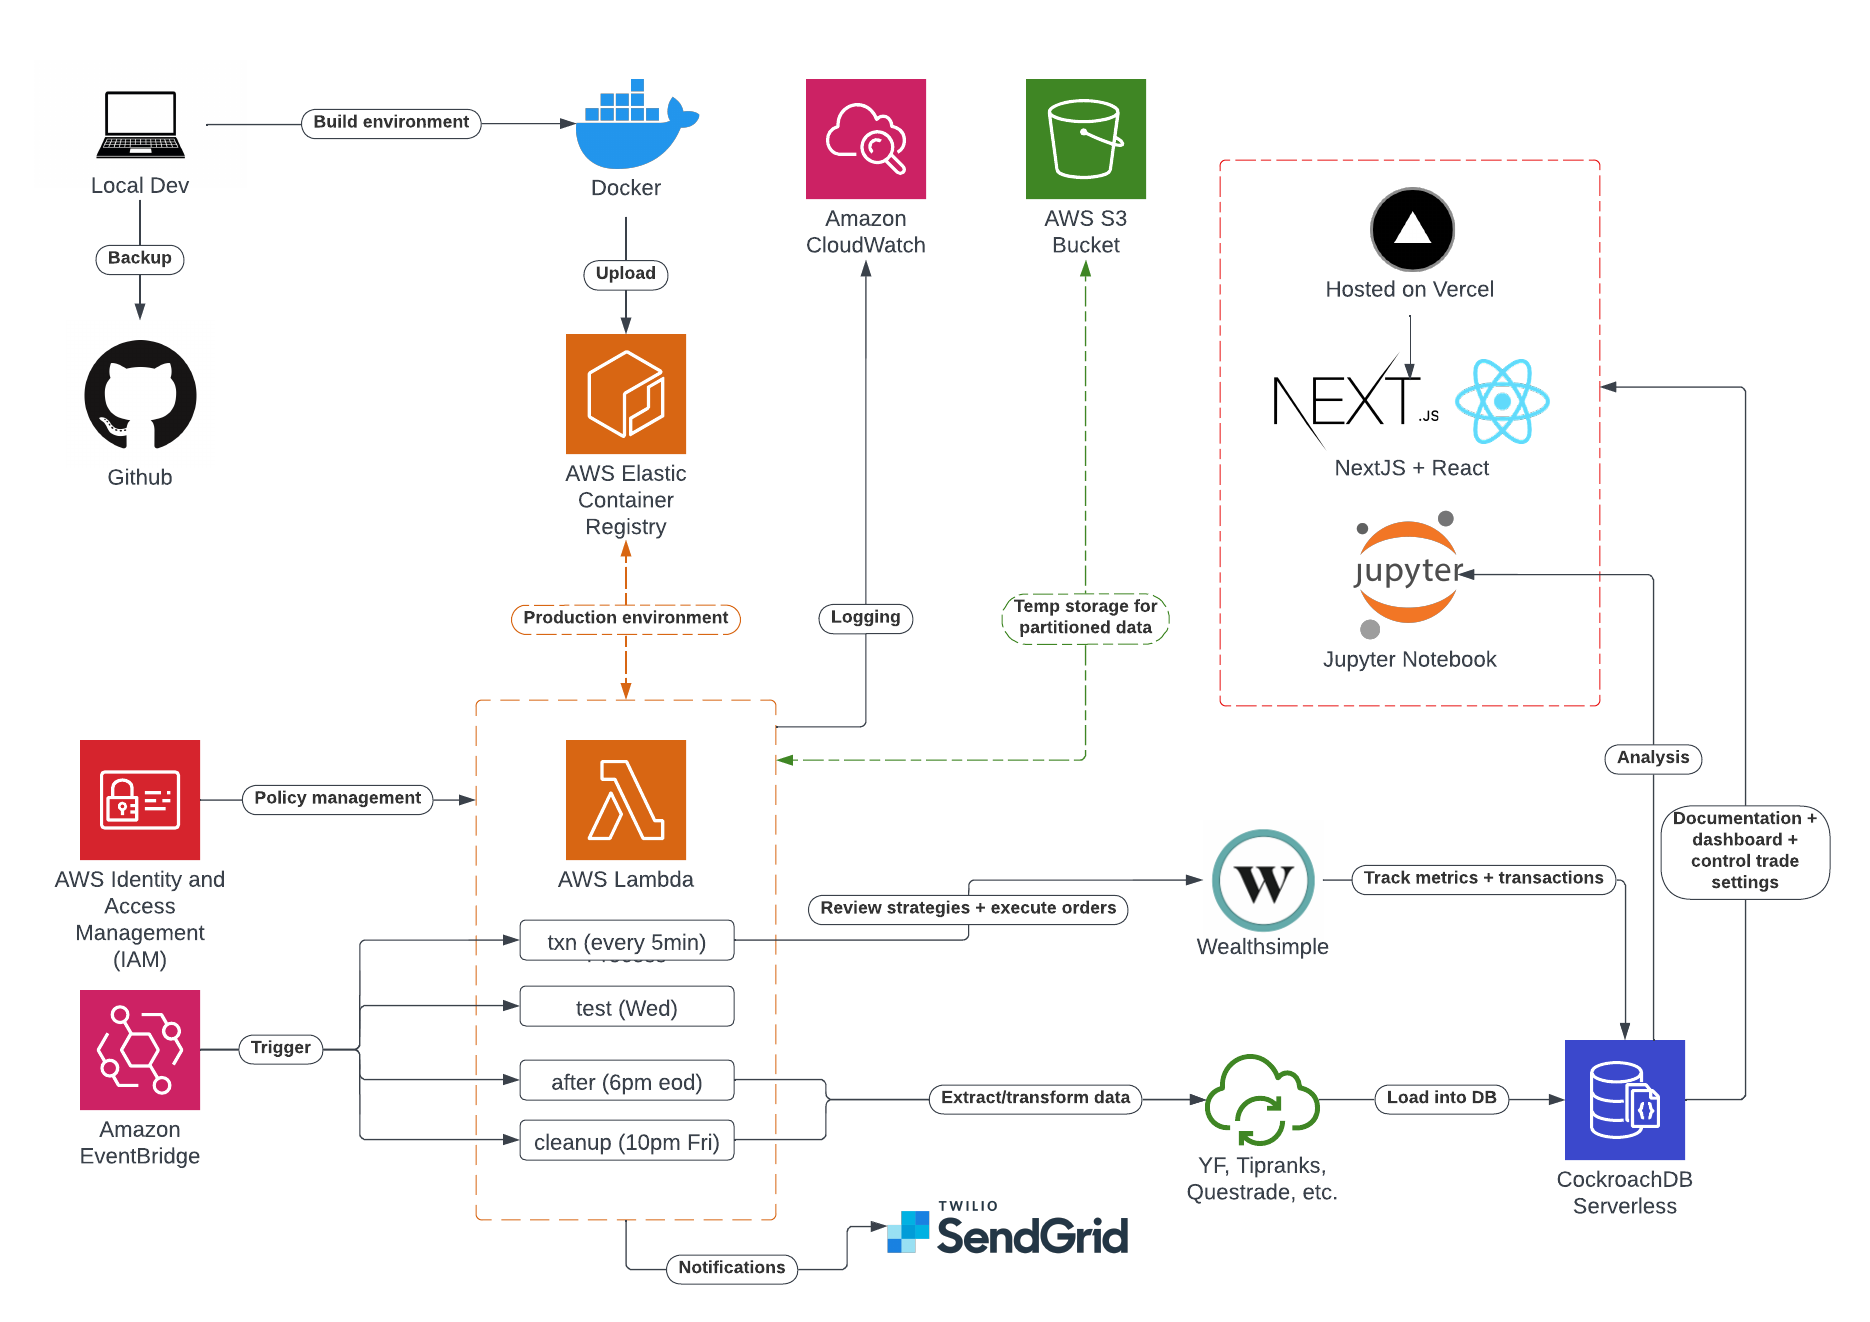 Build environment
Local Dev
Docker
Backup
Upload
Github
AWS Elastic
Container
Registry
Production environment
Amazon
CloudWatch
Logging
AWS S3
Bucket
Temp storage for
partitioned data
Hosted on Vercel
NEXT.JS
NextJS + React
jupyter
Jupyter Notebook
Analysis
Documentation +
dashboard +
control trade
settings
Policy management
AWS Identity and
Access
Management
(IAM)
AWS Lambda
txn (every 5min)
test (Wed)
after (6pm eod)
cleanup (10pm Fri)
Trigger
Amazon
EventBridge
Review strategies + execute orders
W
Wealthsimple
Track metrics + transactions
Extract/transform data
YF, Tipranks,
Questrade, etc.
Load into DB
{}
CockroachDB
Serverless
Notifications
TWILIO
SendGrid